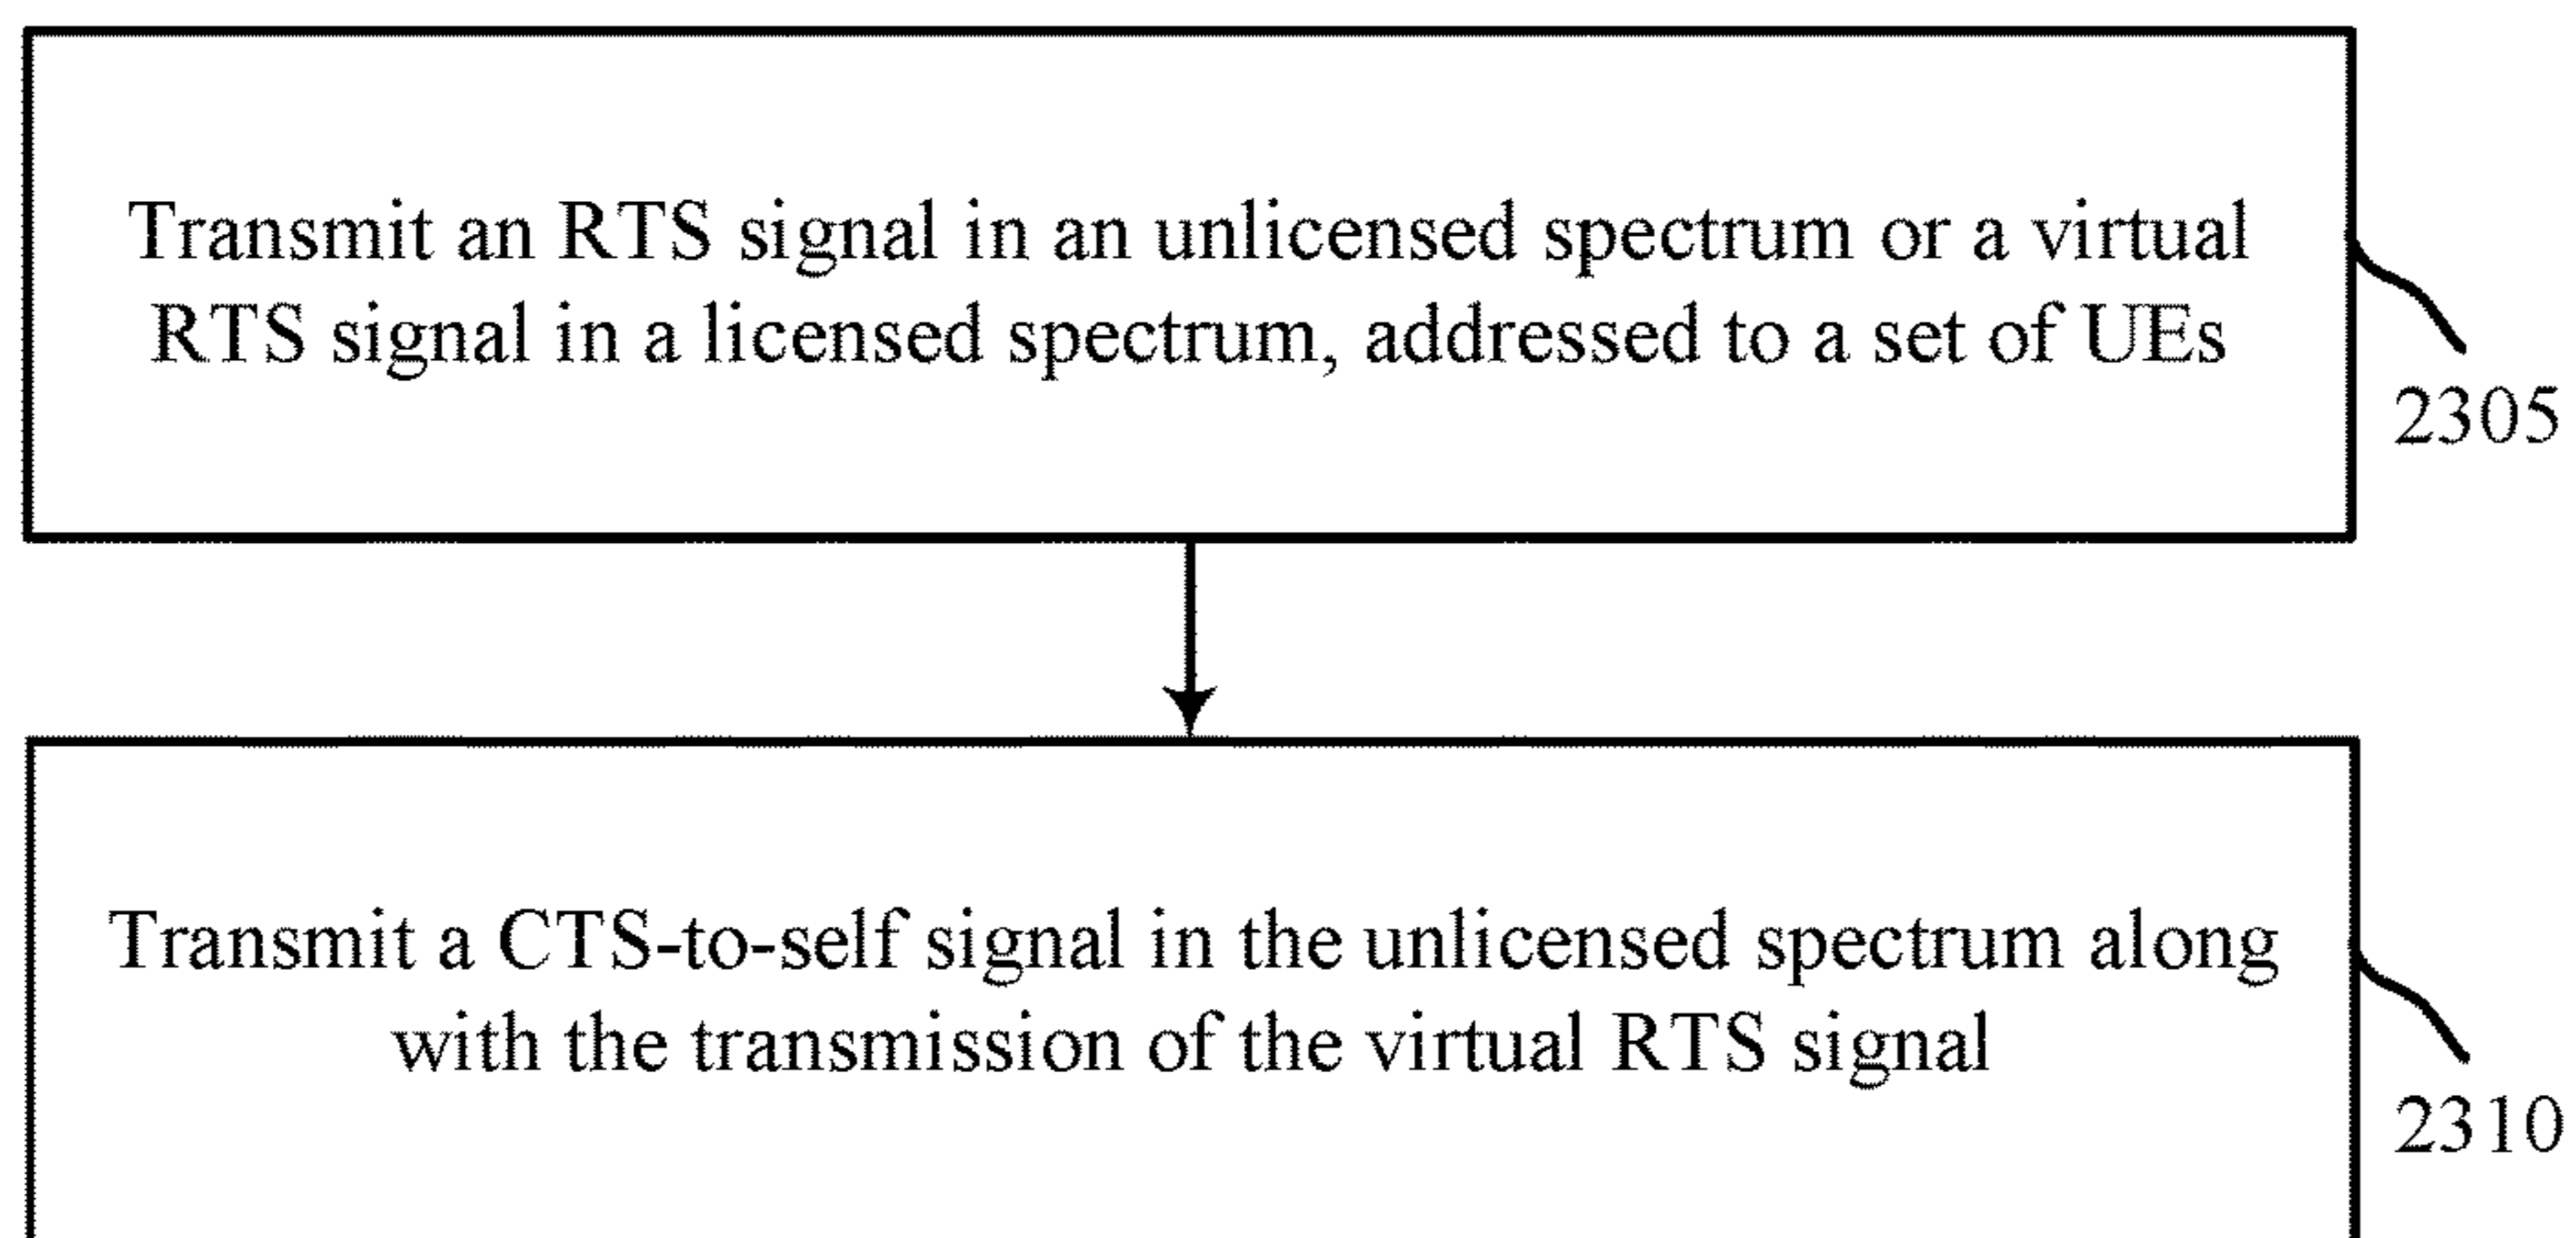 Transmit an RTS signal in an unlicensed spectrum or a virtual
RTS signal in a licensed spectrum, addressed to a set of UEs
2305
Transmit a CTS-to-self signal in the unlicensed spectrum along
with the transmission of the virtual RTS signal
2310